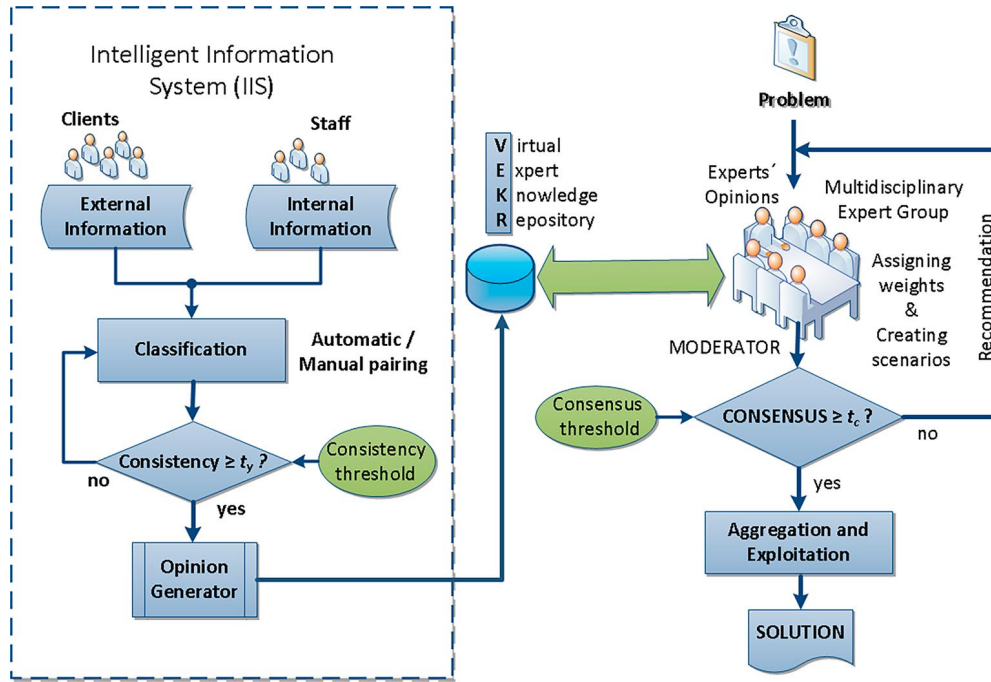 Intelligent Information
System (IIS)
Clients
Staff
External
Information
Internal
Information
Classification
Automatic /
Manual pairing
Consistency ≥ ty ?
no
yes
Consistency
threshold
Opinion
Generator
V irtual
E xpert
K nowledge
R epository
Problem
Experts´
Opinions
Multidisciplinary
Expert Group
Assigning
weights
&
Creating
scenarios
Recommendation
MODERATOR
Consensus
threshold
CONSENSUS ≥ tc ?
no
yes
Aggregation and
Exploitation
SOLUTION